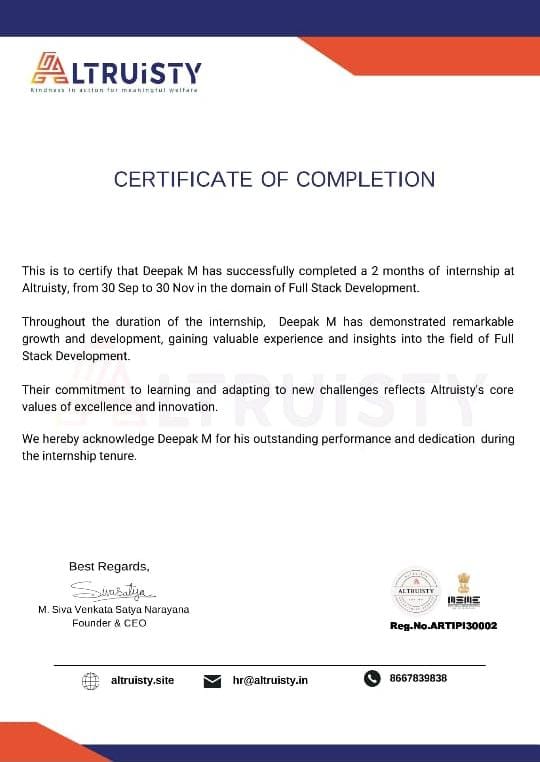 ALTRUiSTY
Kindness in action for meaningful welfare
CERTIFICATE OF COMPLETION
This is to certify that Deepak M has successfully completed a 2 months of internship at
Altruisty, from 30 Sep to 30 Nov in the domain of Full Stack Development.
Throughout the duration of the internship, Deepak M has demonstrated remarkable
growth and development, gaining valuable experience and insights into the field of Full
Stack Development.
Their commitment to learning and adapting to new challenges reflects Altruisty's core
values of excellence and innovation.
ALTRUiSTY
We hereby acknowledge Deepak M for his outstanding performance and dedication during
the internship tenure.
Best Regards,
Sivasatya
M. Siva Venkata Satya Narayana
Founder & CEO
ALTRUISTY
MSME
Reg.No.ARTIPI30002
altruisty.site
hr@altruisty.in
8667839838